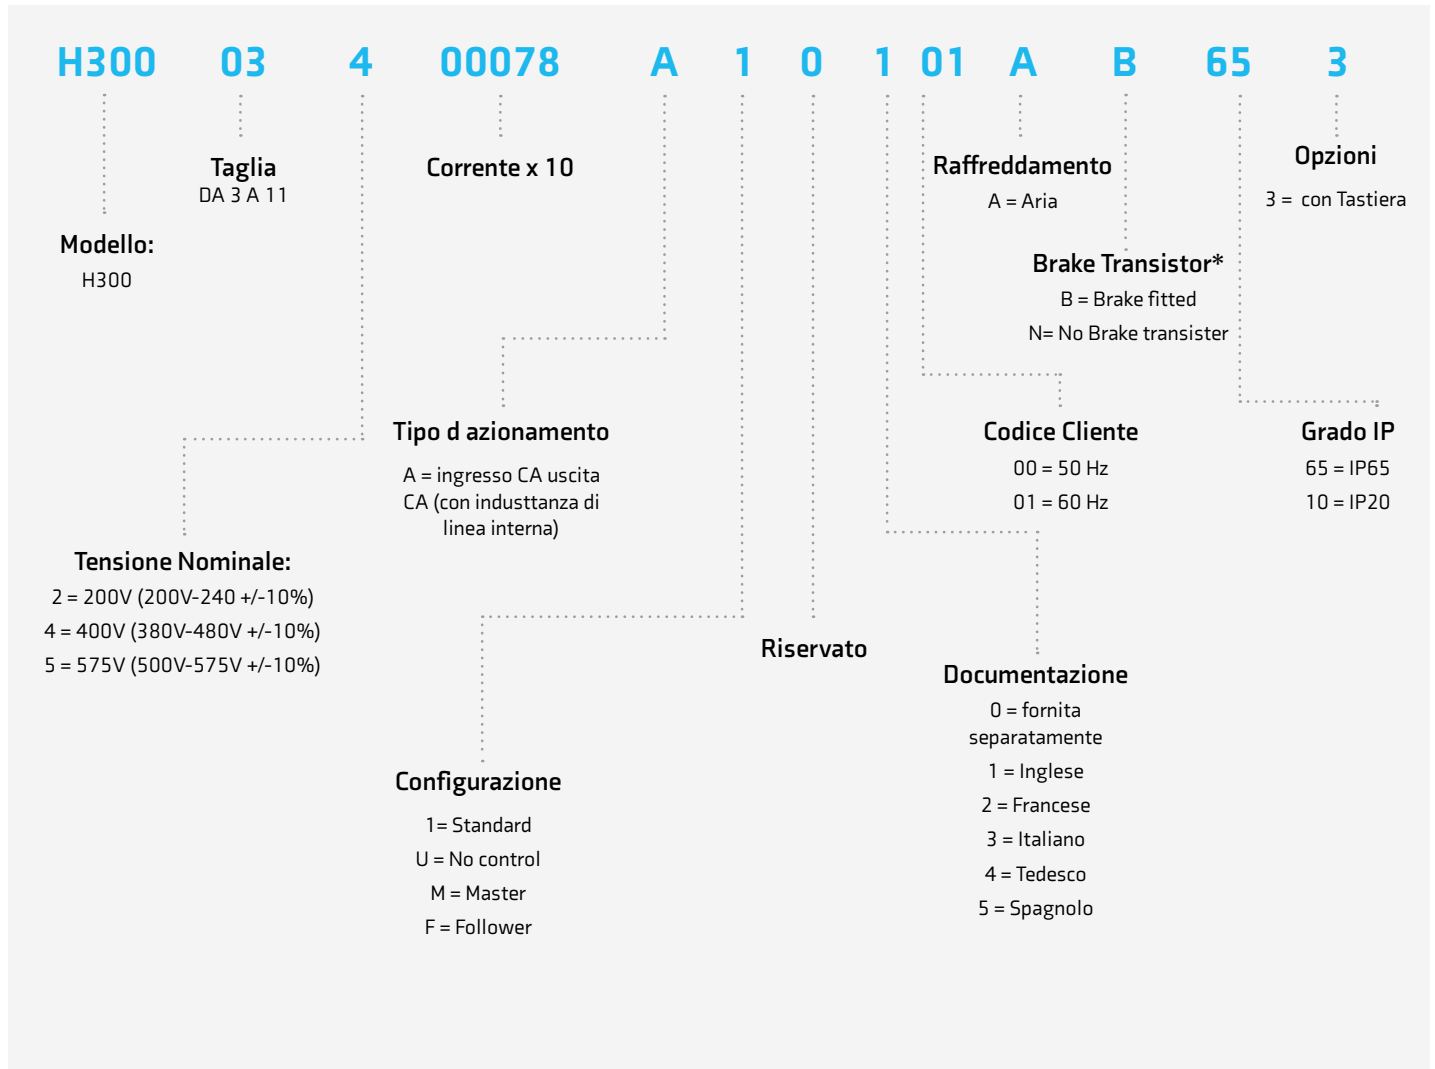 H300 03 4 00078 A 1 0 1 01 A B 65 3
Taglia
DA 3 A 11
Corrente x 10
Raffreddamento
A = Aria
Opzioni
3 = con Tastiera
Modello:
H300
Brake Transistor*
B = Brake fitted
N= No Brake transister
Tipo d azionamento
A = ingresso CA uscita
CA (con industtanza di
linea interna)
Codice Cliente
00 = 50 Hz
01 = 60 Hz
Grado IP
65 = IP65
10 = IP20
Tensione Nominale:
2 = 200V (200V-240 +/-10%)
4 = 400V (380V-480V +/-10%)
5 = 575V (500V-575V +/-10%)
Riservato
Documentazione
0 = fornita
separatamente
1 = Inglese
2 = Francese
3 = Italiano
4 = Tedesco
5 = Spagnolo
Configurazione
1= Standard
U = No control
M = Master
F = Follower